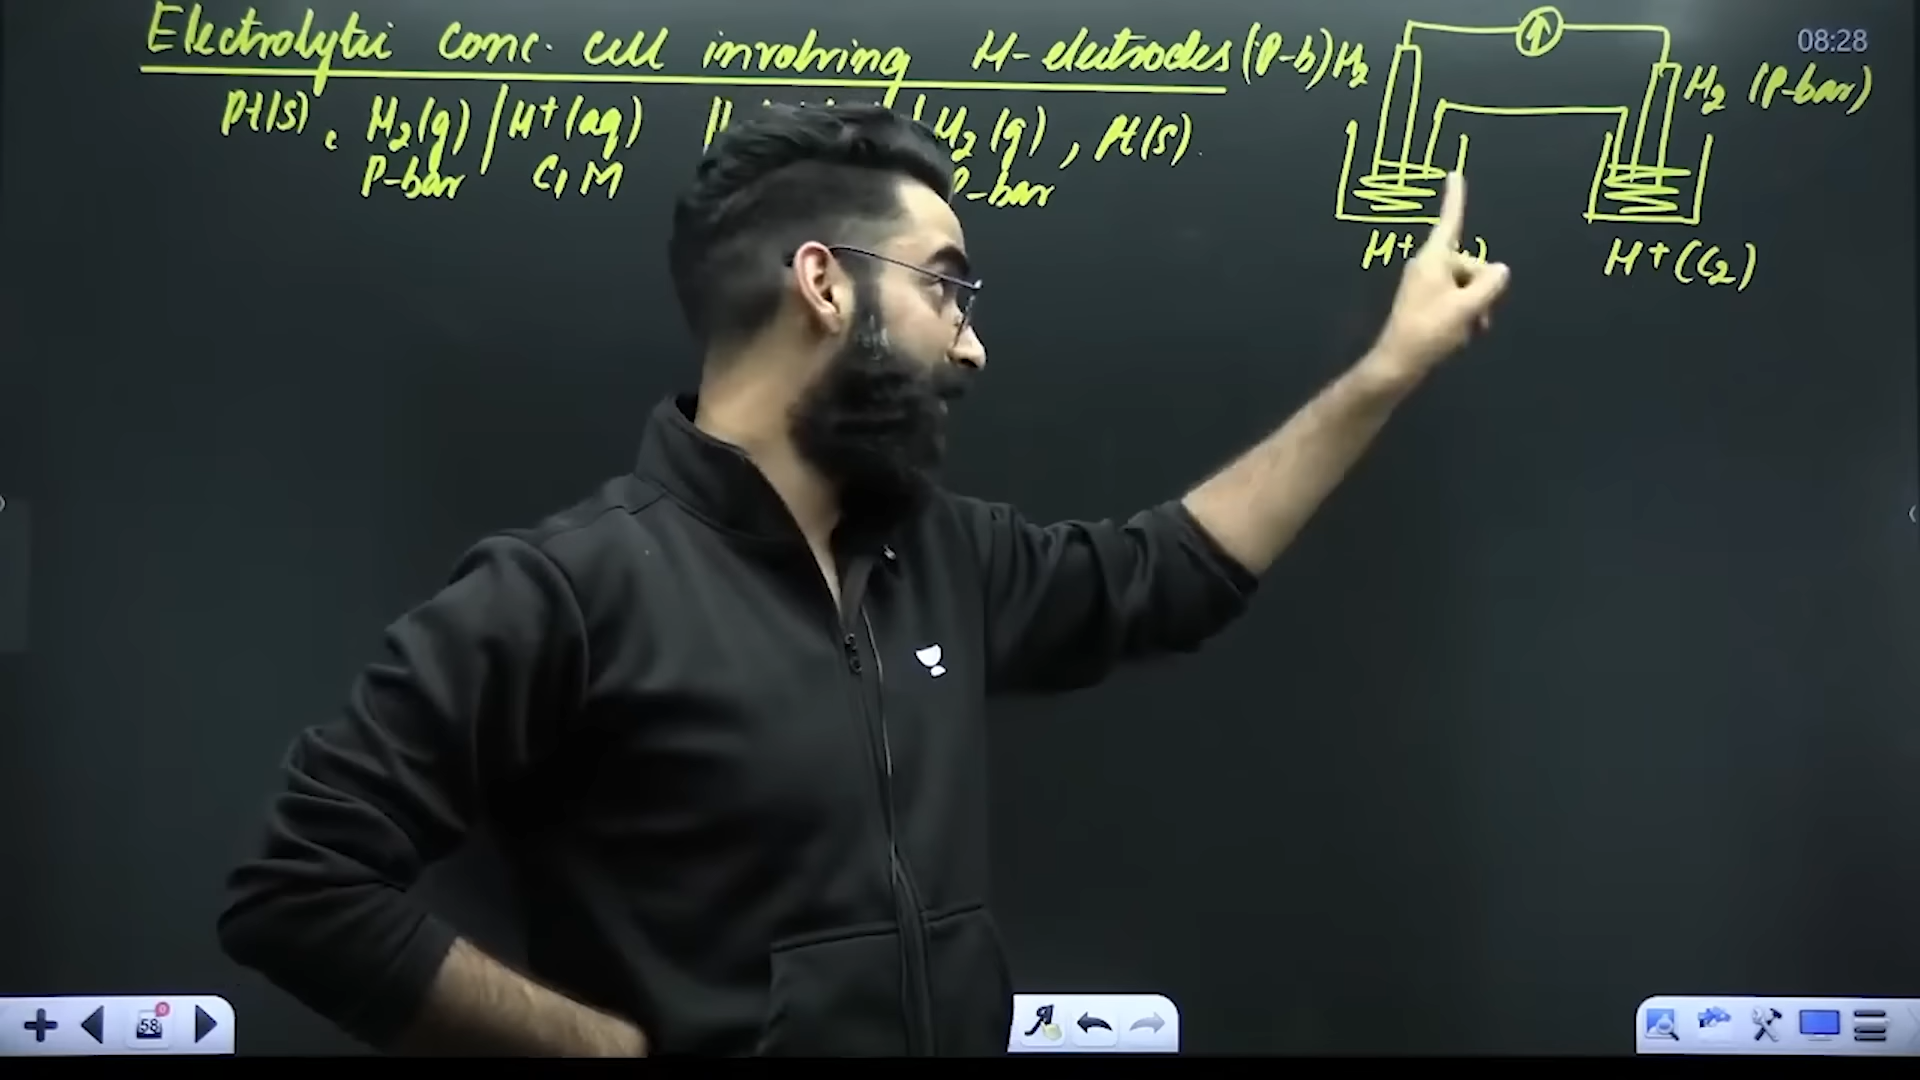 Electrolytic conc. cell involving H-electrodes
Pt(s), H2(g) / H+(aq)
P-bar C1 M
H2(g), Pt(s).
P-bar
(P-b) H2
H2 (P-bar)
H+
H+(C2)
08:28
58
0